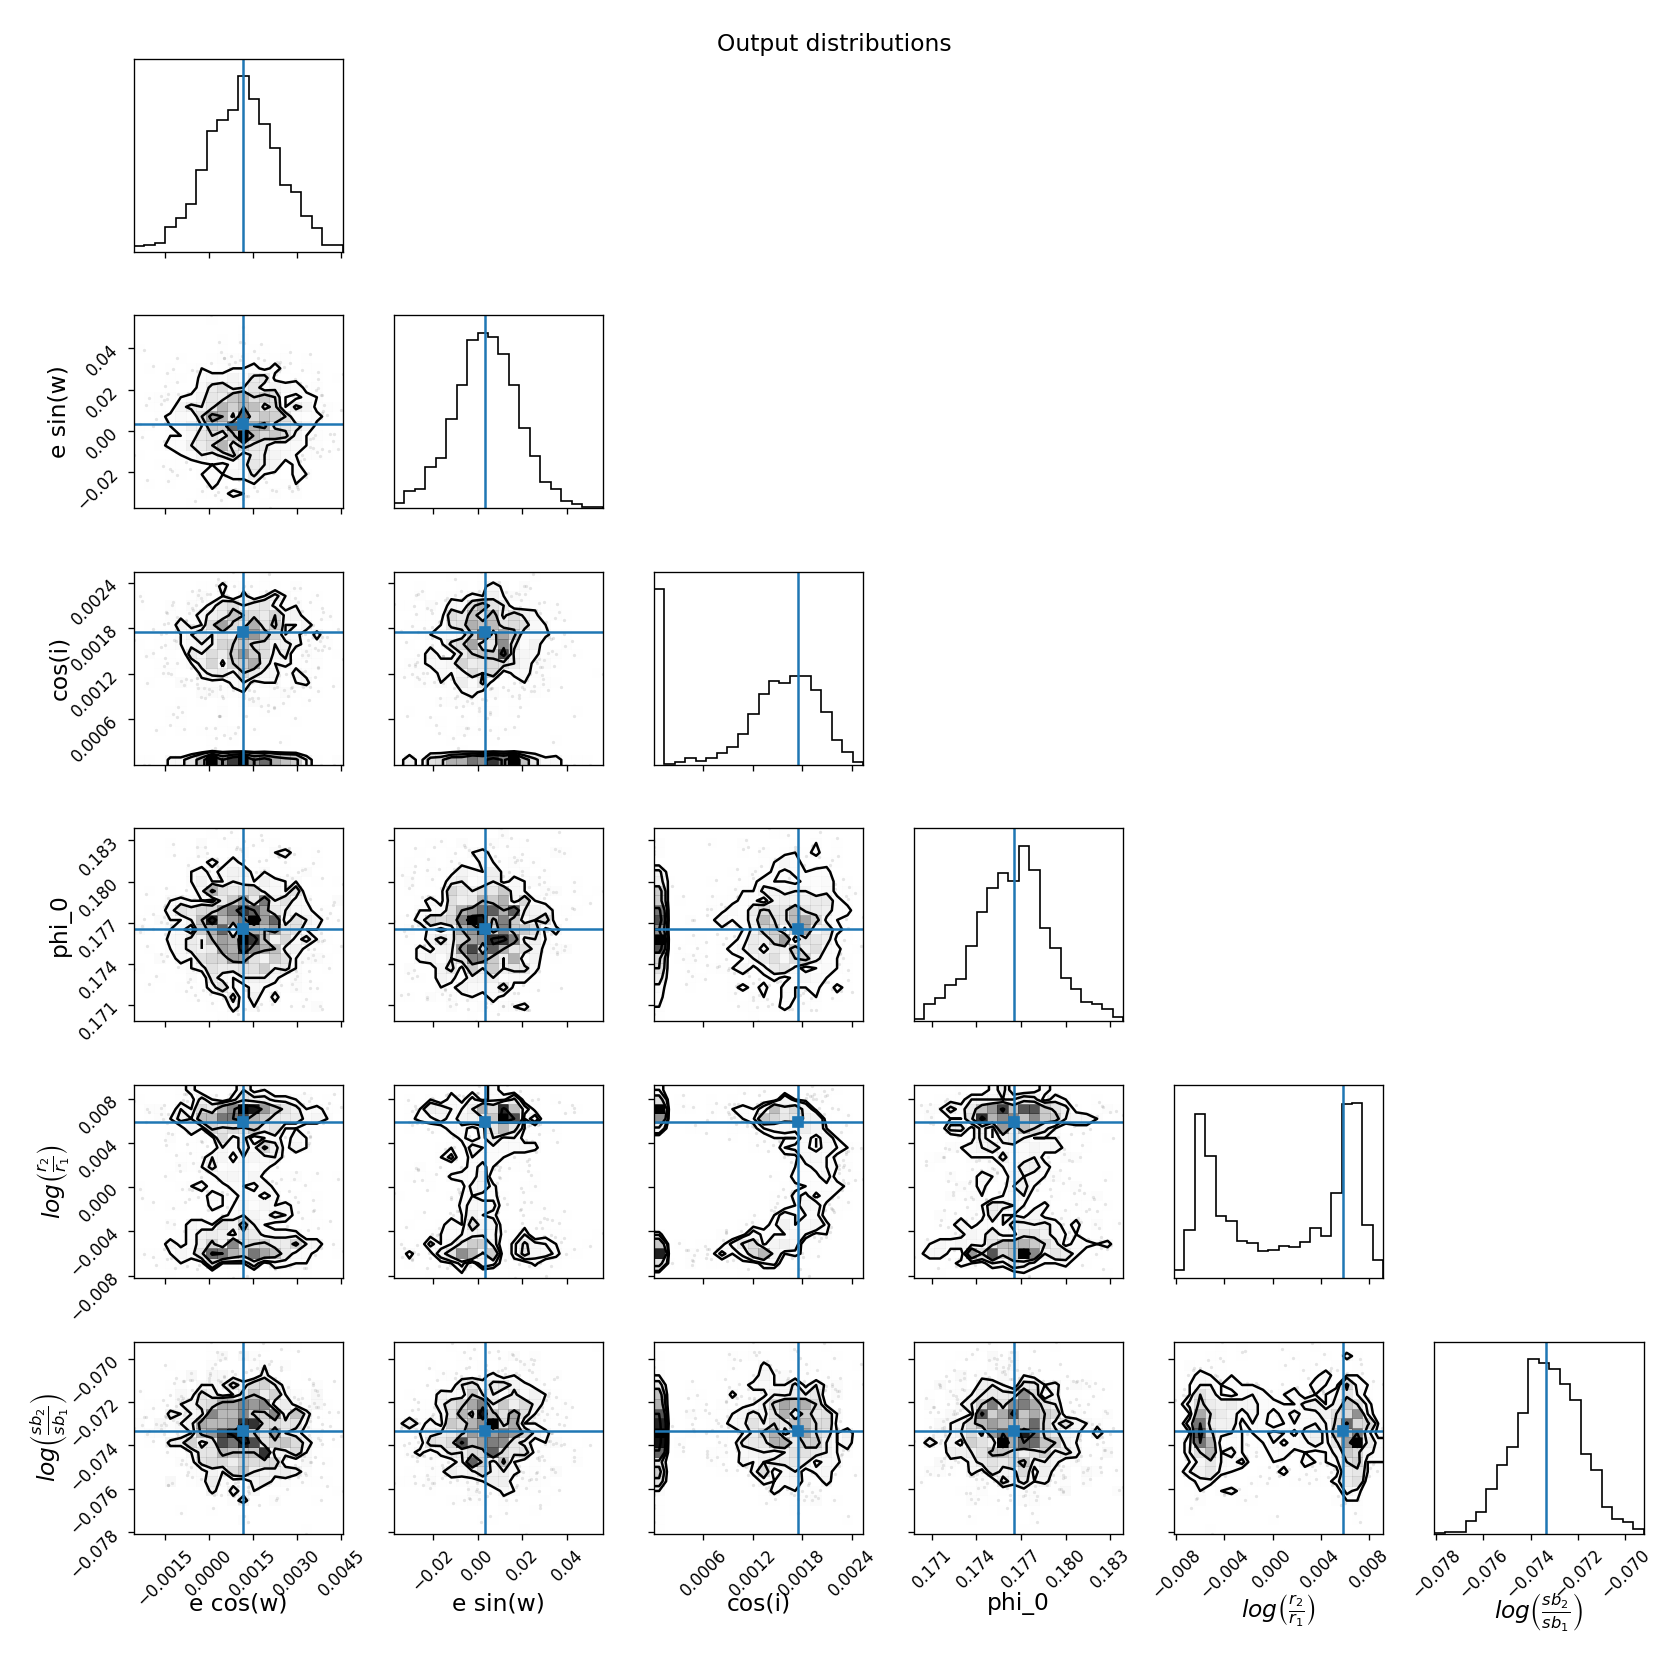 Output distributions
e sin(w)
0.04
0.02
0.00
−0.02
cos(i)
0.0024
0.0018
0.0012
0.0006
phi_0
0.183
0.180
0.177
0.174
0.171
log(r₂/r₁)
0.008
0.004
0.000
−0.004
−0.008
log(sb₂/sb₁)
−0.070
−0.072
−0.074
−0.076
−0.078
−0.0015 0.0000 0.0015 0.0030 0.0045
−0.02 0.00 0.02 0.04
0.0006 0.0012 0.0018 0.0024
0.171 0.174 0.177 0.180 0.183
−0.008 −0.004 0.000 0.004 0.008
−0.078 −0.076 −0.074 −0.072 −0.070
e cos(w)
e sin(w)
cos(i)
phi_0
log(r₂/r₁)
log(sb₂/sb₁)